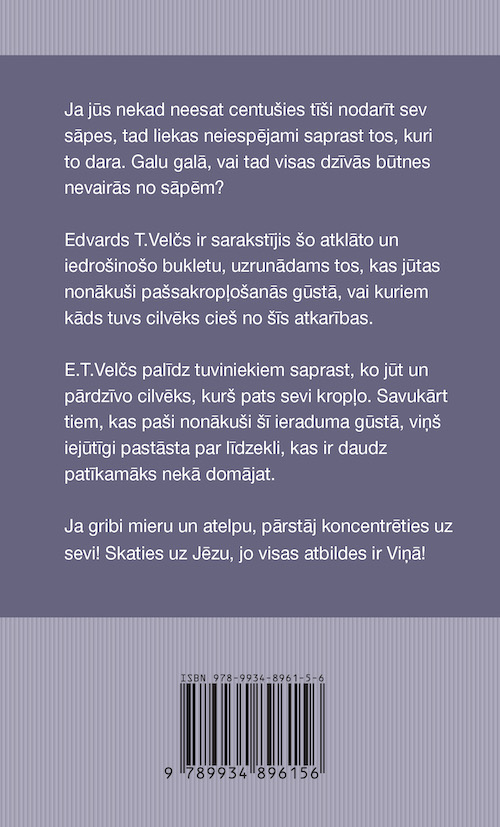 Ja jūs nekad neesat centušies tīši nodarīt sev
sāpes, tad liekas neiespējami saprast tos, kuri
to dara. Galu galā, vai tad visas dzīvās būtnes
nevairās no sāpēm?
Edvards T.Velčs ir sarakstījis šo atklāto un
iedrošinošo bukletu, uzrunādams tos, kas jūtas
nonākuši pašsakropļošanās gūstā, vai kuriem
kāds tuvs cilvēks cieš no šīs atkarības.
E.T.Velčs palīdz tuviniekiem saprast, ko jūt un
pārdzīvo cilvēks, kurš pats sevi kropļo. Savukārt
tiem, kas paši nonākuši šī ieraduma gūstā, viņš
iejūtīgi pastāsta par līdzekli, kas ir daudz
patīkamāks nekā domājat.
Ja gribi mieru un atelpu, pārstāj koncentrēties uz
sevi! Skaties uz Jēzu, jo visas atbildes ir Viņā!
ISBN 978-9934-8961-5-6
9 789934 896156